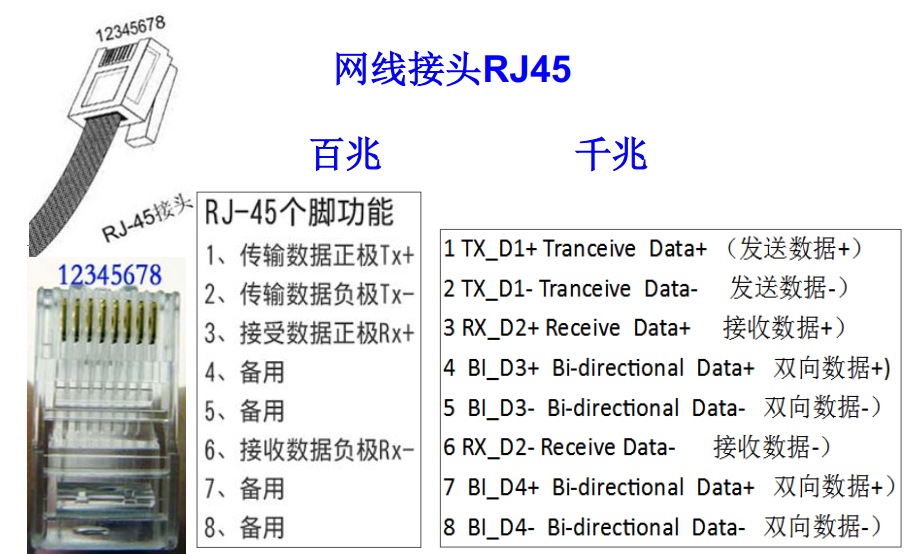 12345678
网线接头RJ45
百兆
千兆
RJ-45接头
12345678
RJ-45个脚功能
1、传输数据正极Tx+
2、传输数据负极Tx-
3、接受数据正极Rx+
4、备用
5、备用
6、接收数据负极Rx-
7、备用
8、备用
1 TX_D1+ Tranceive Data+ （发送数据+）
2 TX_D1- Tranceive Data- 发送数据-）
3 RX_D2+ Receive Data+ 接收数据+）
4 BI_D3+ Bi-directional Data+ 双向数据+)
5 BI_D3- Bi-directional Data- 双向数据-）
6 RX_D2- Receive Data- 接收数据-）
7 BI_D4+ Bi-directional Data+ 双向数据+）
8 BI_D4- Bi-directional Data- 双向数据-）